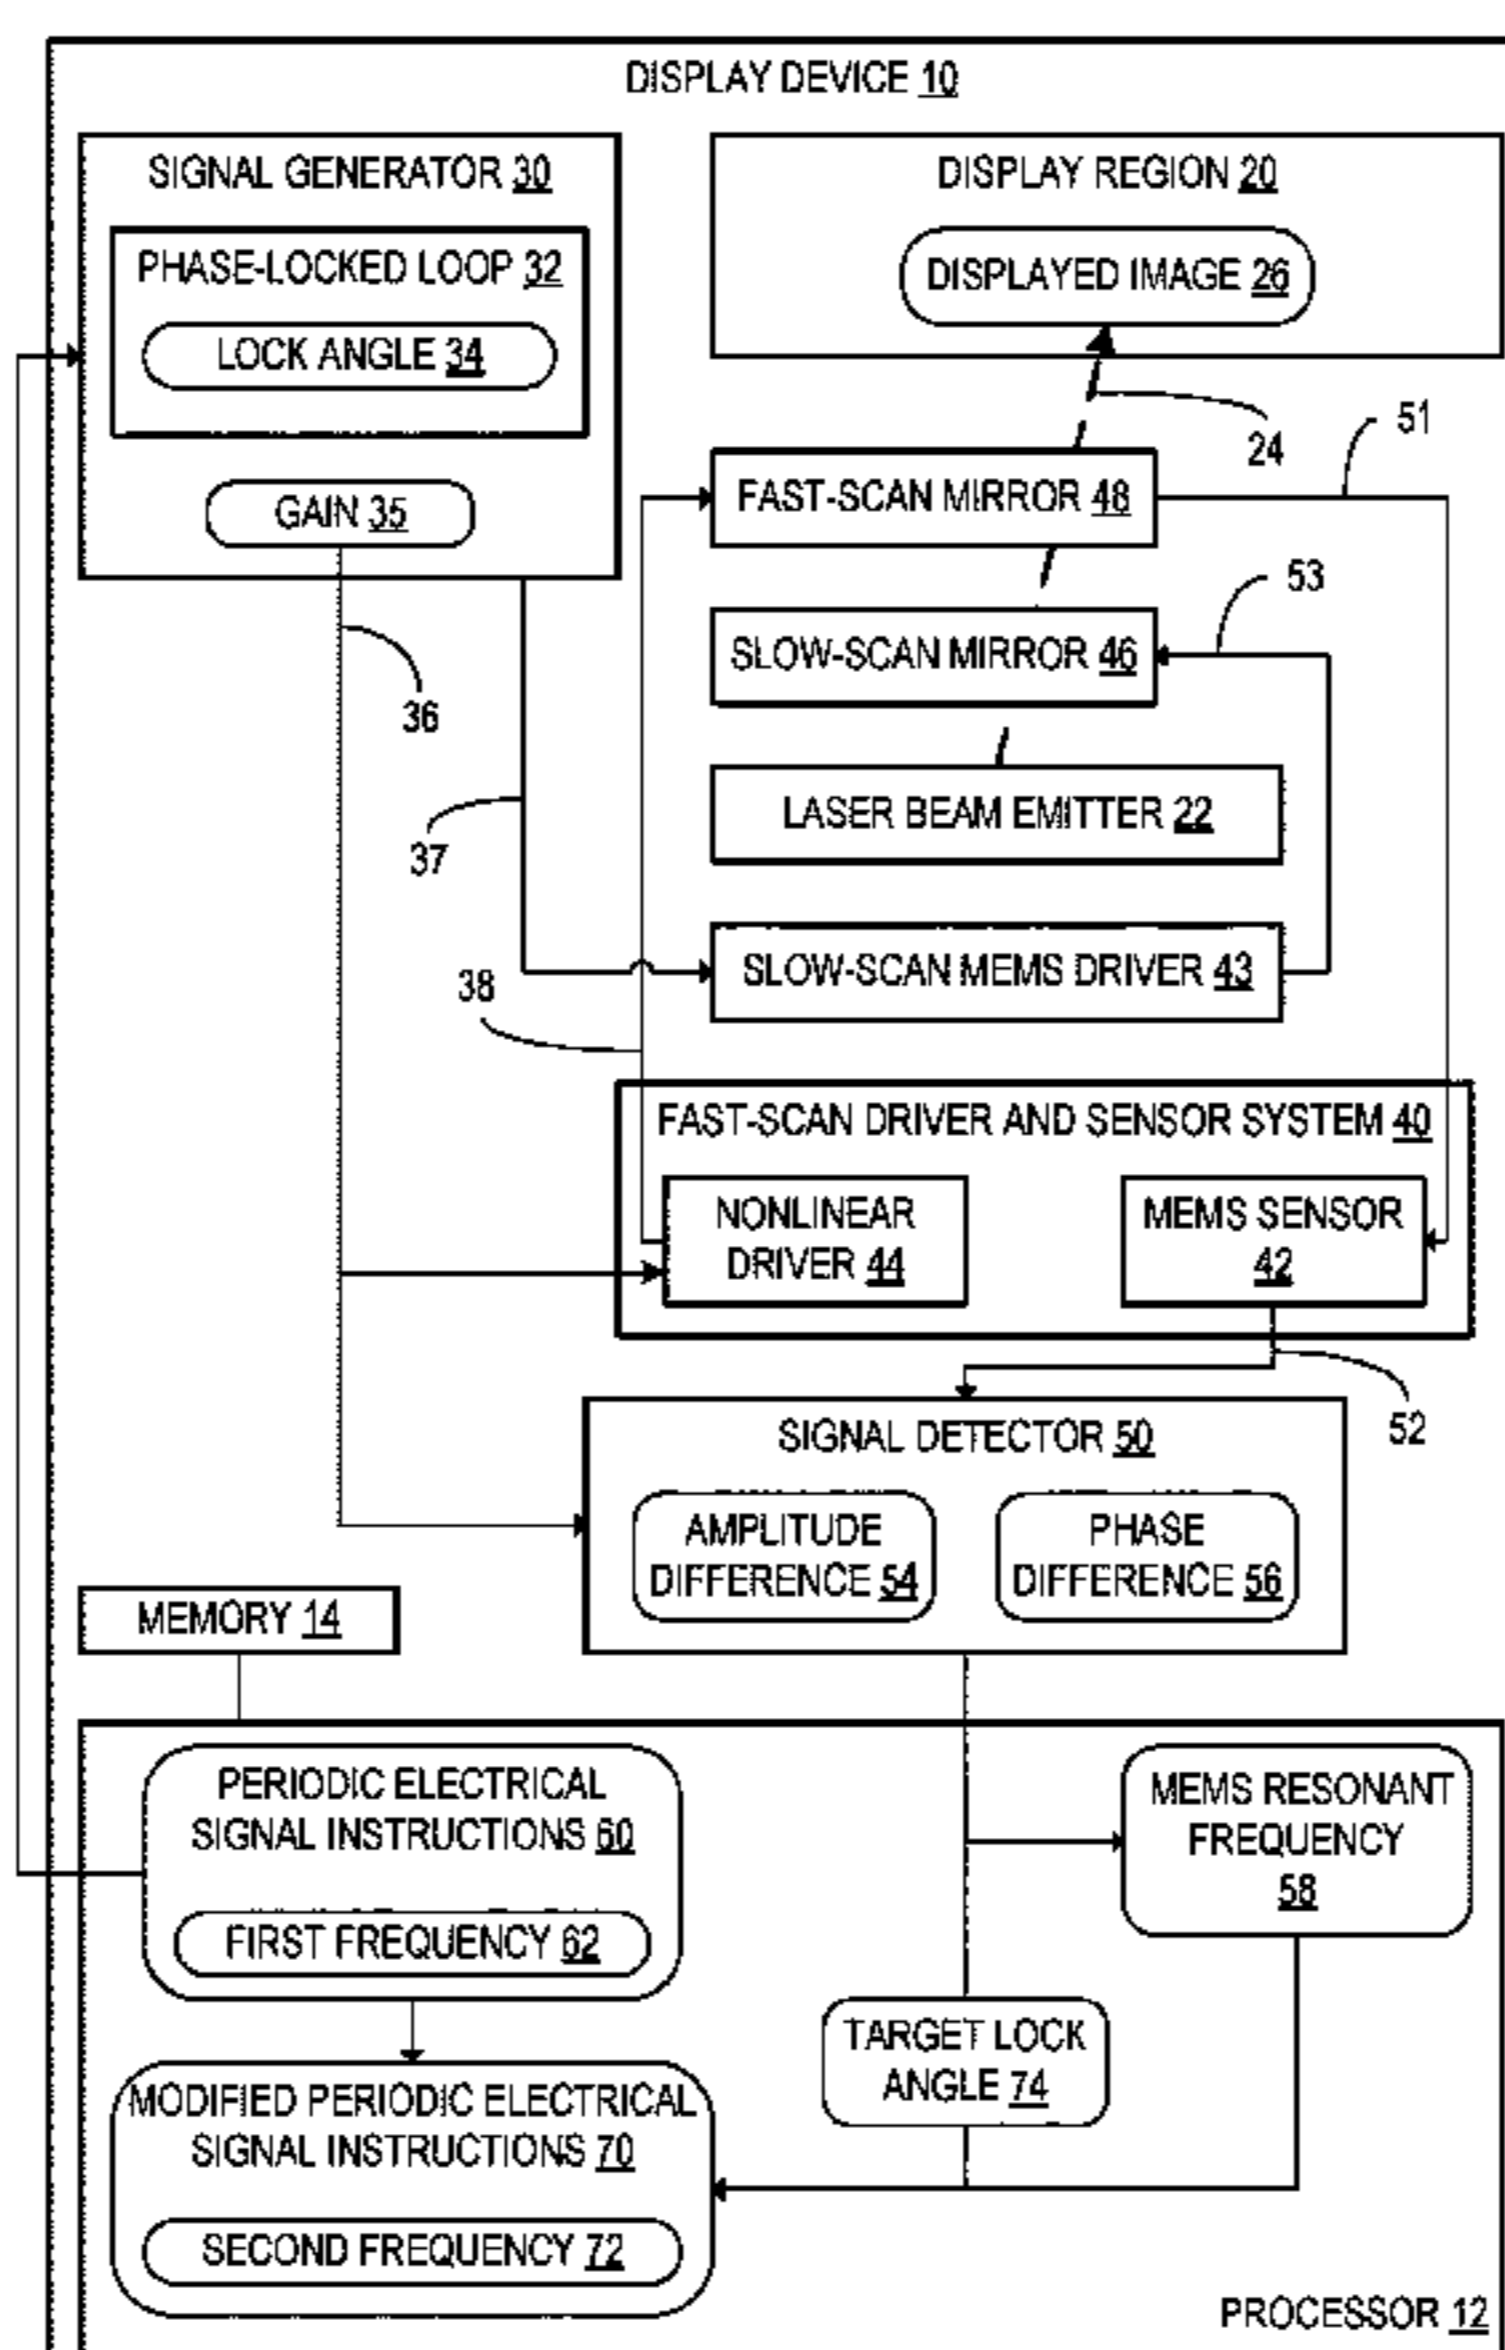 DISPLAY DEVICE 10
SIGNAL GENERATOR 30
PHASE-LOCKED LOOP 32
LOCK ANGLE 34
GAIN 35
DISPLAY REGION 20
DISPLAYED IMAGE 26
24
51
FAST-SCAN MIRROR 48
53
SLOW-SCAN MIRROR 46
36
LASER BEAM EMITTER 22
37
SLOW-SCAN MEMS DRIVER 43
38
FAST-SCAN DRIVER AND SENSOR SYSTEM 40
NONLINEAR
DRIVER 44
MEMS SENSOR
42
52
SIGNAL DETECTOR 50
AMPLITUDE
DIFFERENCE 54
PHASE
DIFFERENCE 56
MEMORY 14
PERIODIC ELECTRICAL
SIGNAL INSTRUCTIONS 60
FIRST FREQUENCY 62
MEMS RESONANT
FREQUENCY
58
TARGET LOCK
ANGLE 74
MODIFIED PERIODIC ELECTRICAL
SIGNAL INSTRUCTIONS 70
SECOND FREQUENCY 72
PROCESSOR 12